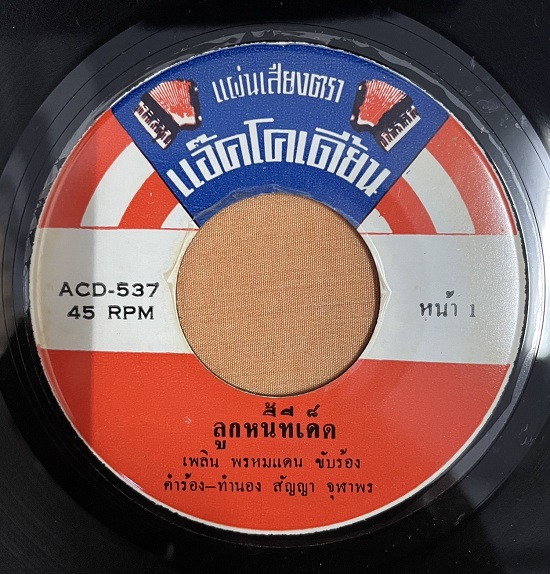 แผ่นเสียงตรา
แอ๊คโคเดียน
ACD-537
45 RPM
หน้า 1
ลูกหนี้ทีเด็ด
เพลิน พรหมแดน ขับร้อง
คำร้อง-ทำนอง สัญญา จุฬาพร